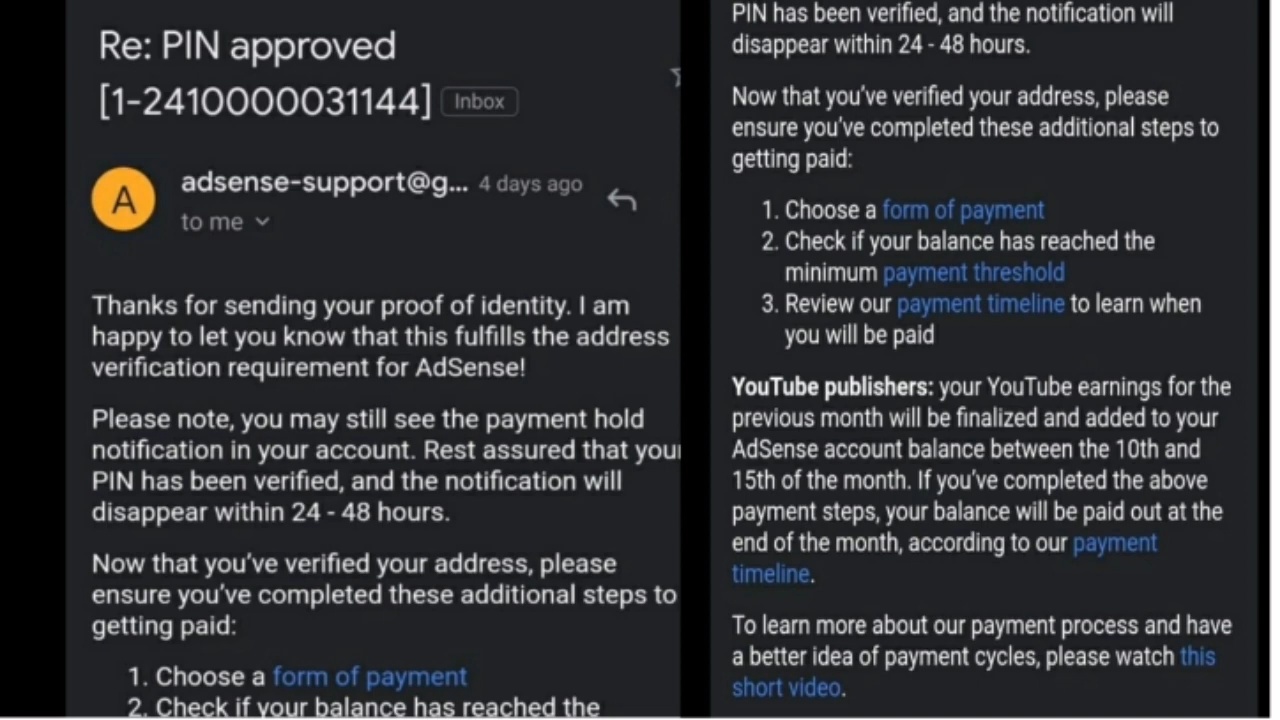 Re: PIN approved
[1-2410000031144] Inbox
A
adsense-support@g... 4 days ago
to me
Thanks for sending your proof of identity. I am
happy to let you know that this fulfills the address
verification requirement for AdSense!
Please note, you may still see the payment hold
notification in your account. Rest assured that your
PIN has been verified, and the notification will
disappear within 24 - 48 hours.
Now that you've verified your address, please
ensure you've completed these additional steps to
getting paid:
1. Choose a form of payment
2. Check if your balance has reached the
PIN has been verified, and the notification will
disappear within 24 - 48 hours.
Now that you've verified your address, please
ensure you've completed these additional steps to
getting paid:
1. Choose a form of payment
2. Check if your balance has reached the
minimum payment threshold
3. Review our payment timeline to learn when
you will be paid
YouTube publishers: your YouTube earnings for the
previous month will be finalized and added to your
AdSense account balance between the 10th and
15th of the month. If you've completed the above
payment steps, your balance will be paid out at the
end of the month, according to our payment
timeline.
To learn more about our payment process and have
a better idea of payment cycles, please watch this
short video.